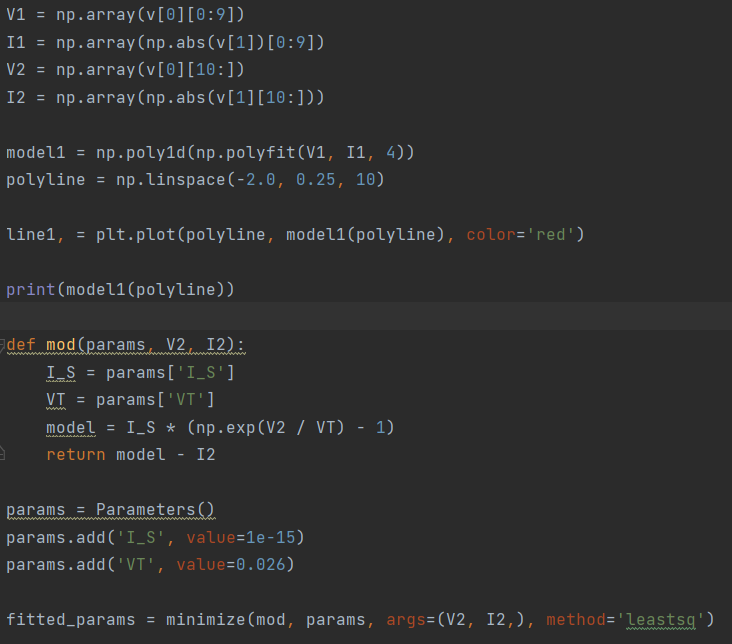 V1 = np.array(v[0][0:9])
I1 = np.array(np.abs(v[1])[0:9])
V2 = np.array(v[0][10:])
I2 = np.array(np.abs(v[1][10:]))
model1 = np.poly1d(np.polyfit(V1, I1, 4))
polyline = np.linspace(-2.0, 0.25, 10)
line1, = plt.plot(polyline, model1(polyline), color='red')
print(model1(polyline))
def mod(params, V2, I2):
    I_S = params['I_S']
    VT = params['VT']
    model = I_S * (np.exp(V2 / VT) - 1)
    return model - I2
params = Parameters()
params.add('I_S', value=1e-15)
params.add('VT', value=0.026)
fitted_params = minimize(mod, params, args=(V2, I2,), method='leastsq')